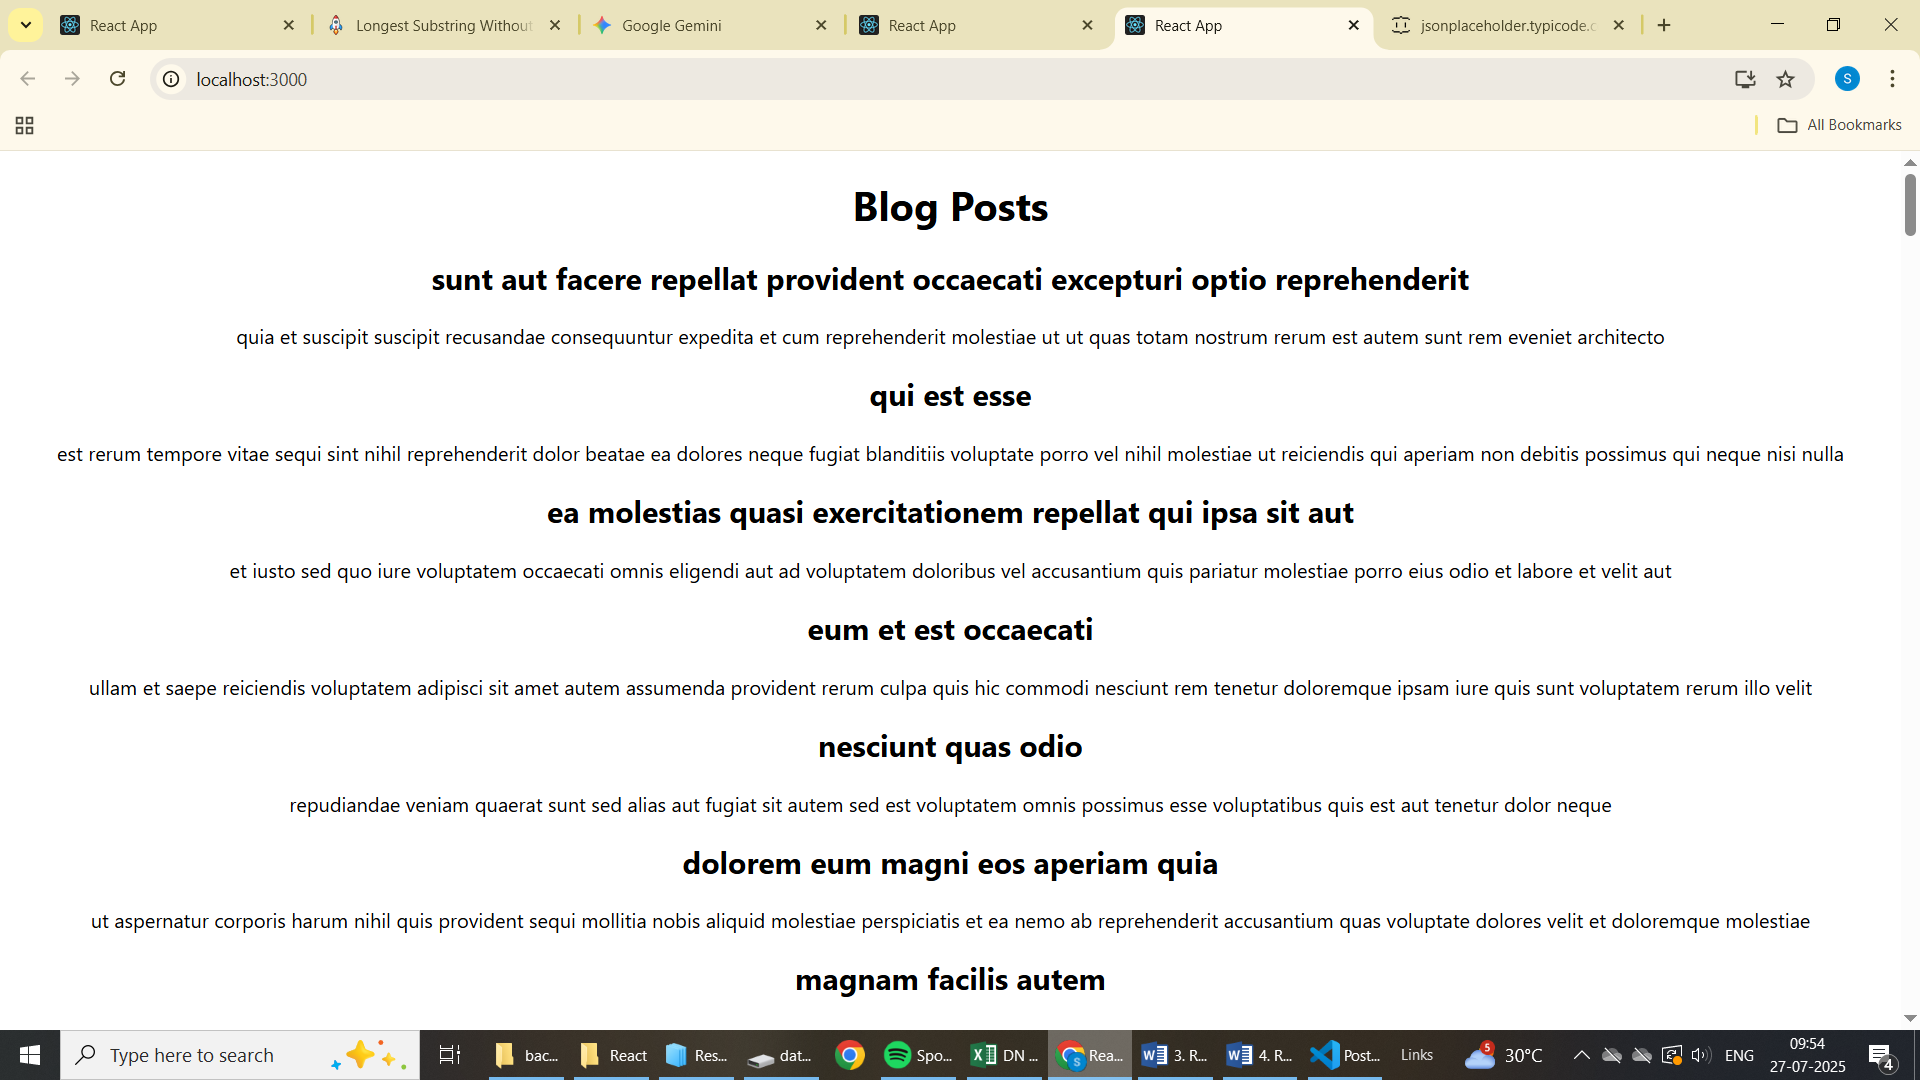 React App
Longest Substring Without
Google Gemini
React App
React App
jsonplaceholder.typicode.c
localhost:3000
S
All Bookmarks
Blog Posts
sunt aut facere repellat provident occaecati excepturi optio reprehenderit
quia et suscipit suscipit recusandae consequuntur expedita et cum reprehenderit molestiae ut ut quas totam nostrum rerum est autem sunt rem eveniet architecto
qui est esse
est rerum tempore vitae sequi sint nihil reprehenderit dolor beatae ea dolores neque fugiat blanditiis voluptate porro vel nihil molestiae ut reiciendis qui aperiam non debitis possimus qui neque nisi nulla
ea molestias quasi exercitationem repellat qui ipsa sit aut
et iusto sed quo iure voluptatem occaecati omnis eligendi aut ad voluptatem doloribus vel accusantium quis pariatur molestiae porro eius odio et labore et velit aut
eum et est occaecati
ullam et saepe reiciendis voluptatem adipisci sit amet autem assumenda provident rerum culpa quis hic commodi nesciunt rem tenetur doloremque ipsam iure quis sunt voluptatem rerum illo velit
nesciunt quas odio
repudiandae veniam quaerat sunt sed alias aut fugiat sit autem sed est voluptatem omnis possimus esse voluptatibus quis est aut tenetur dolor neque
dolorem eum magni eos aperiam quia
ut aspernatur corporis harum nihil quis provident sequi mollitia nobis aliquid molestiae perspiciatis et ea nemo ab reprehenderit accusantium quas voluptate dolores velit et doloremque molestiae
magnam facilis autem
Type here to search
bac...
React
Res...
dat...
Spo...
DN ...
Rea...
3. R...
4. R...
Post...
Links
5
30°C
ENG
09:54
27-07-2025
4